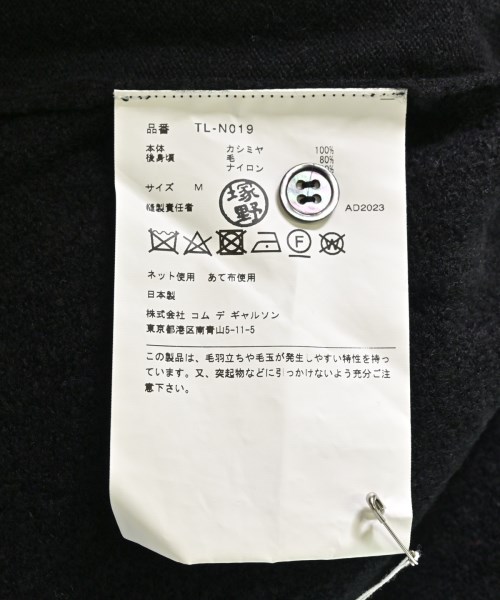 品番 TL-N019
本体 カシミヤ 100%
後身頃 毛 80%
ナイロン
サイズ M
縫製責任者 塚野 AD2023
ネット使用 あて布使用
日本製
株式会社 コム デ ギャルソン
東京都港区南青山5-11-5
この製品は、毛羽立ちや毛玉が発生しやすい特性を持っ
ています。又、突起物などに引っかけないよう充分ご注
意下さい。